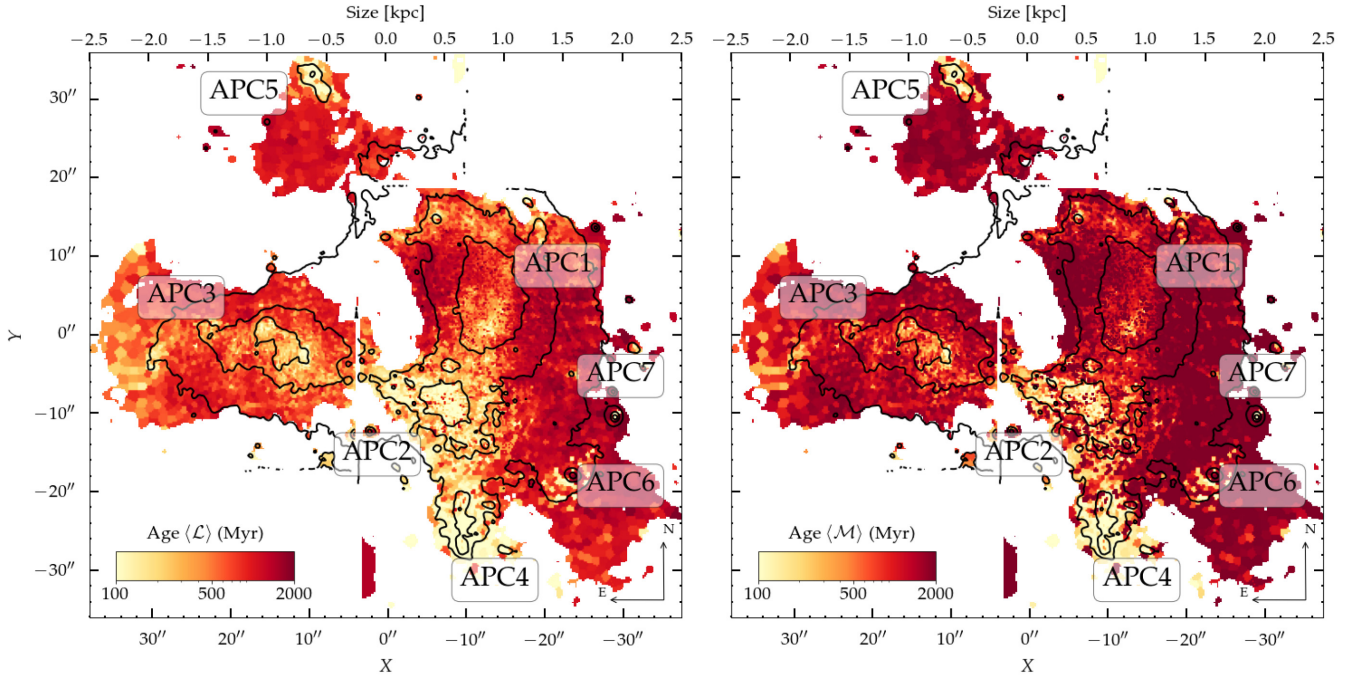 Size [kpc]
−2.5 −2.0 −1.5 −1.0 −0.5 0.0 0.5 1.0 1.5 2.0 2.5
30″
20″
10″
0″
−10″
−20″
−30″
Y
APC5
APC1
APC3
APC7
APC2
APC6
APC4
Age ⟨ℒ⟩ (Myr)
100 500 2000
N
E
30″ 20″ 10″ 0″ −10″ −20″ −30″
X
Size [kpc]
−2.5 −2.0 −1.5 −1.0 −0.5 0.0 0.5 1.0 1.5 2.0 2.5
APC5
APC1
APC3
APC7
APC2
APC6
APC4
Age ⟨ℳ⟩ (Myr)
100 500 2000
N
E
30″ 20″ 10″ 0″ −10″ −20″ −30″
X